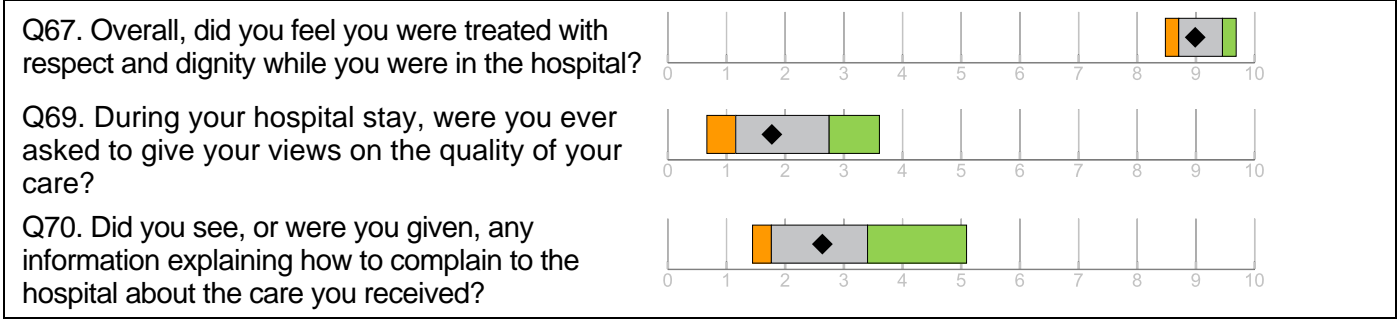 Q67. Overall, did you feel you were treated with
respect and dignity while you were in the hospital?
0 1 2 3 4 5 6 7 8 9 10
Q69. During your hospital stay, were you ever
asked to give your views on the quality of your
care?
0 1 2 3 4 5 6 7 8 9 10
Q70. Did you see, or were you given, any
information explaining how to complain to the
hospital about the care you received?
0 1 2 3 4 5 6 7 8 9 10